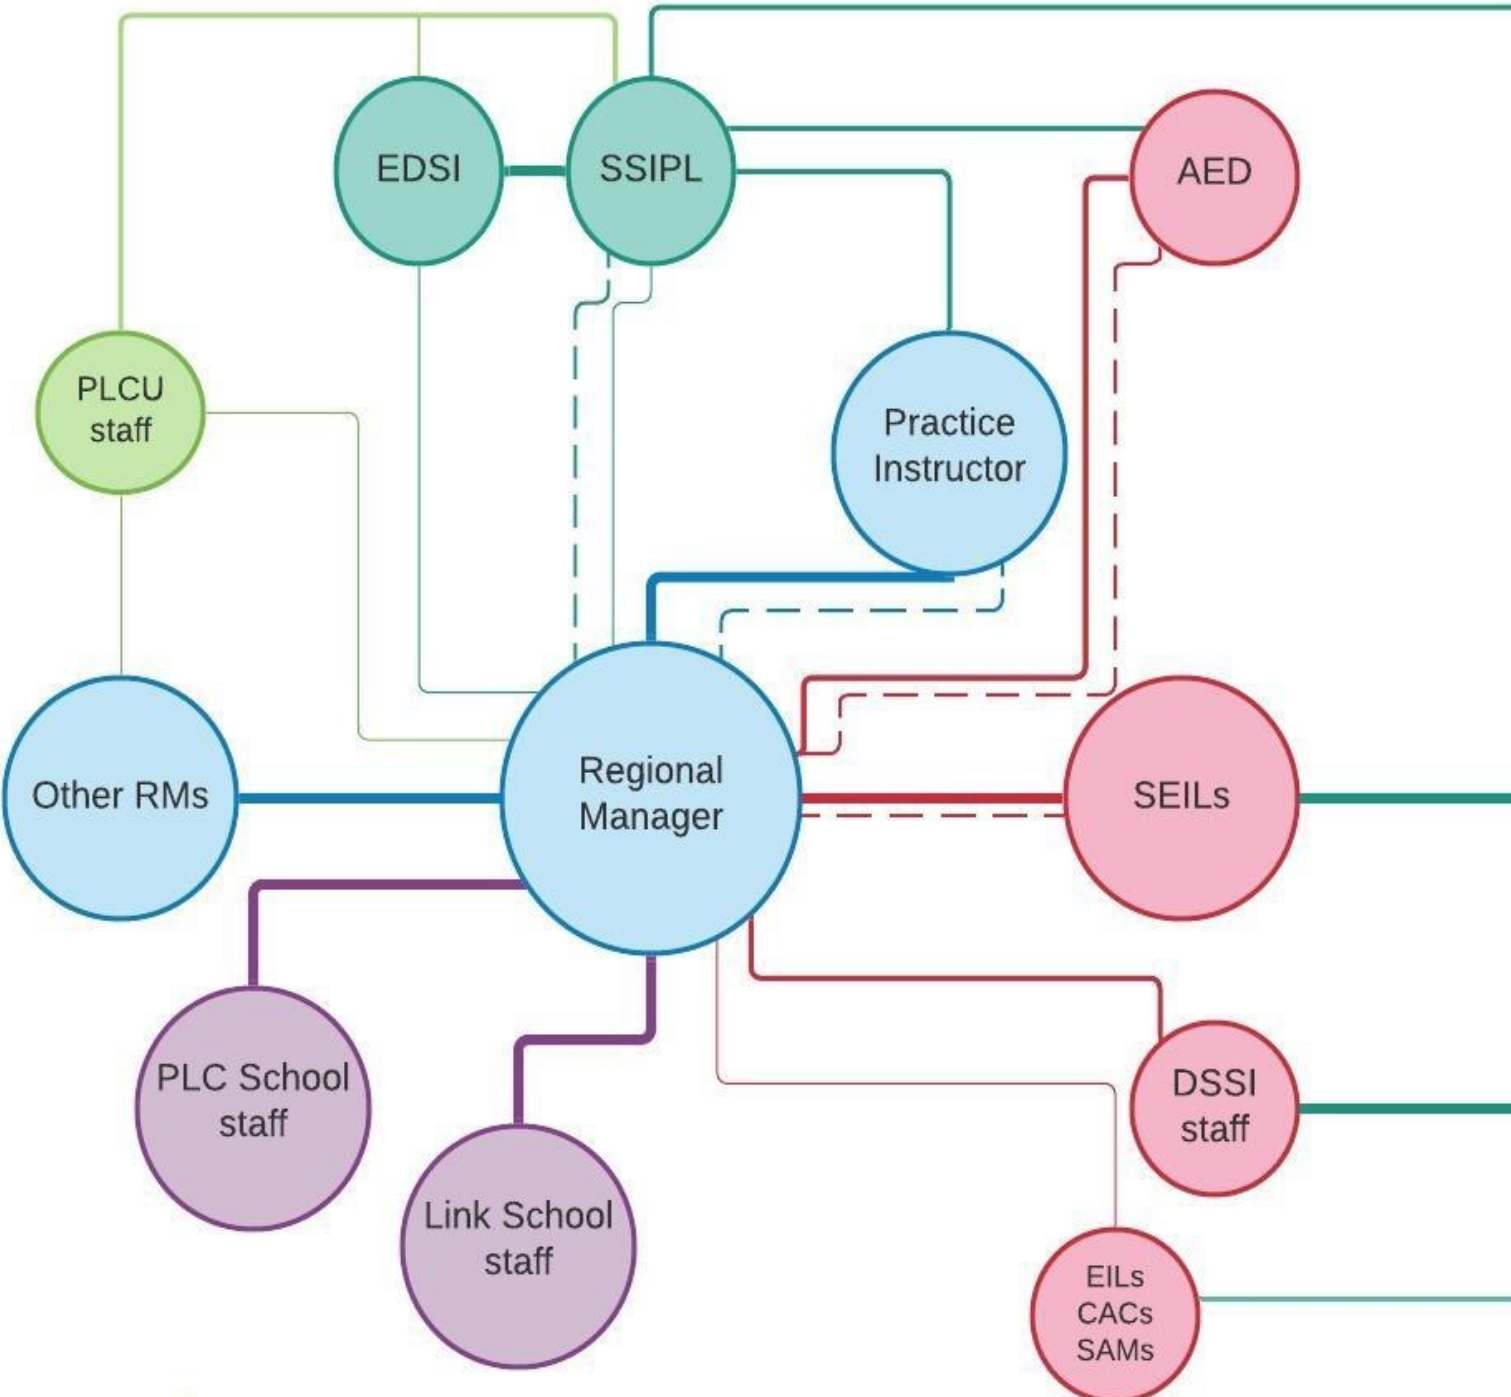 EDSI
SSIPL
AED
PLCU
staff
Practice
Instructor
Other RMs
Regional
Manager
SEILs
PLC School
staff
Link School
staff
DSSI
staff
EILs
CACs
SAMs